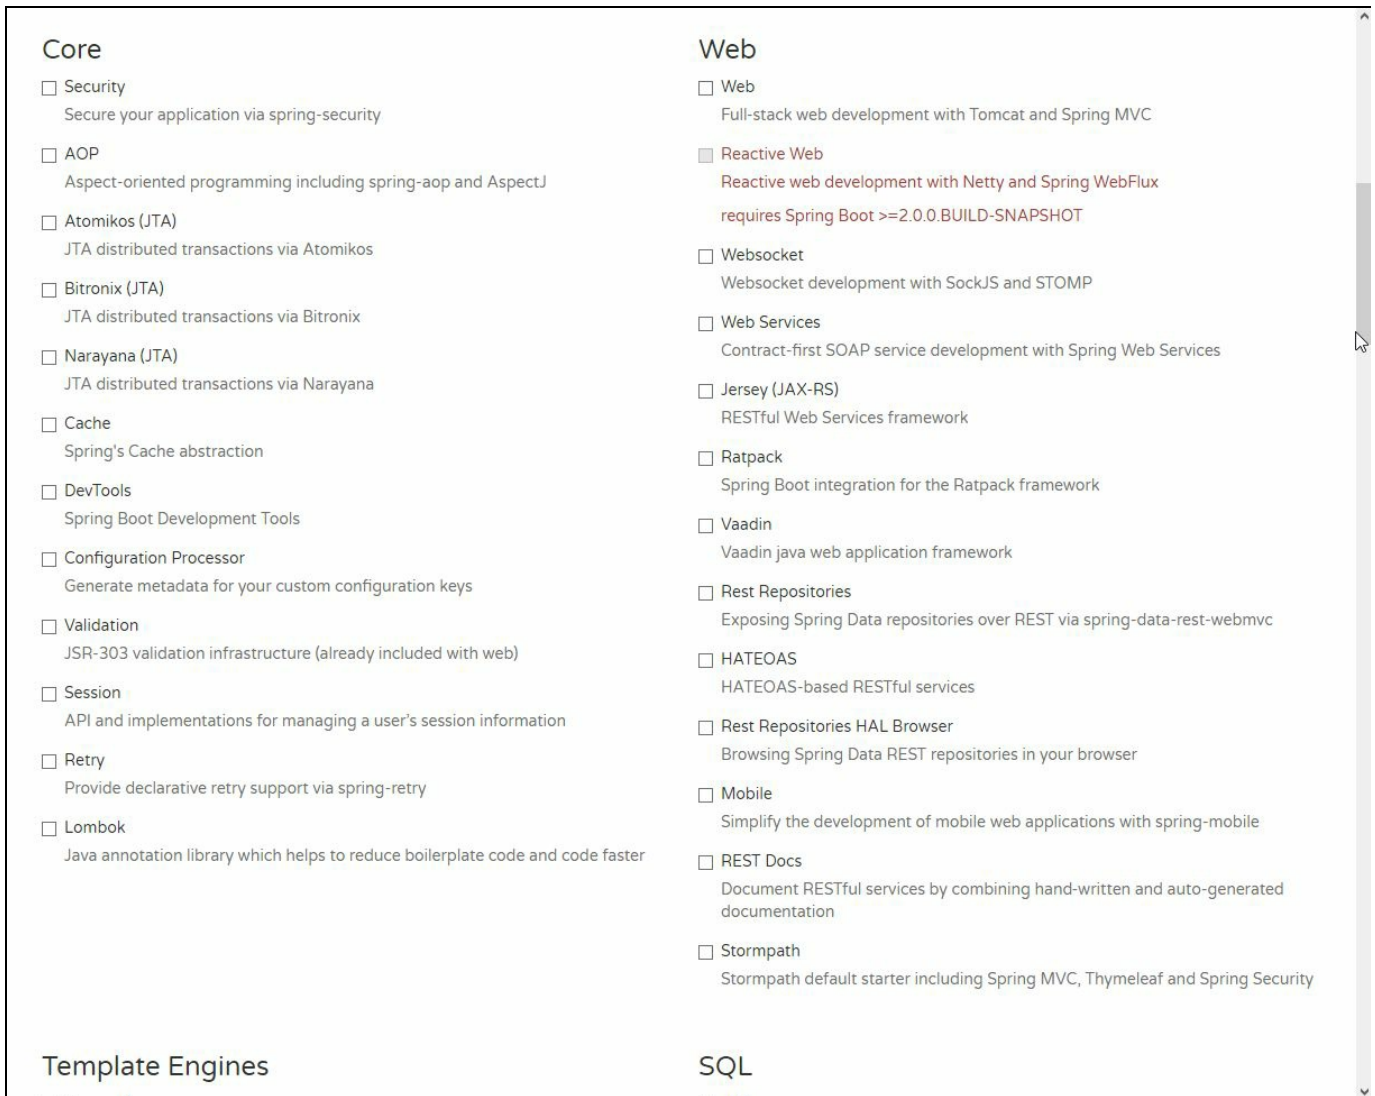 Core
Security
Secure your application via spring-security
AOP
Aspect-oriented programming including spring-aop and AspectJ
Atomikos (JTA)
JTA distributed transactions via Atomikos
Bitronix (JTA)
JTA distributed transactions via Bitronix
Narayana (JTA)
JTA distributed transactions via Narayana
Cache
Spring's Cache abstraction
DevTools
Spring Boot Development Tools
Configuration Processor
Generate metadata for your custom configuration keys
Validation
JSR-303 validation infrastructure (already included with web)
Session
API and implementations for managing a user's session information
Retry
Provide declarative retry support via spring-retry
Lombok
Java annotation library which helps to reduce boilerplate code and code faster
Web
Web
Full-stack web development with Tomcat and Spring MVC
Reactive Web
Reactive web development with Netty and Spring WebFlux
requires Spring Boot >=2.0.0.BUILD-SNAPSHOT
Websocket
Websocket development with SockJS and STOMP
Web Services
Contract-first SOAP service development with Spring Web Services
Jersey (JAX-RS)
RESTful Web Services framework
Ratpack
Spring Boot integration for the Ratpack framework
Vaadin
Vaadin java web application framework
Rest Repositories
Exposing Spring Data repositories over REST via spring-data-rest-webmvc
HATEOAS
HATEOAS-based RESTful services
Rest Repositories HAL Browser
Browsing Spring Data REST repositories in your browser
Mobile
Simplify the development of mobile web applications with spring-mobile
REST Docs
Document RESTful services by combining hand-written and auto-generated
documentation
Stormpath
Stormpath default starter including Spring MVC, Thymeleaf and Spring Security
Template Engines
SQL